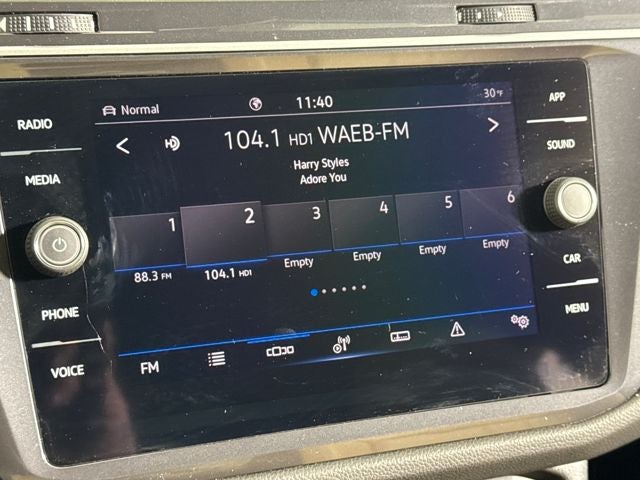 Normal 11:40 30°F
RADIO
MEDIA
PHONE
VOICE
104.1 HD1 WAEB-FM
Harry Styles
Adore You
1 2 3 4 5 6
88.3 FM 104.1 HD1 Empty Empty Empty Empty
FM
APP
SOUND
CAR
MENU